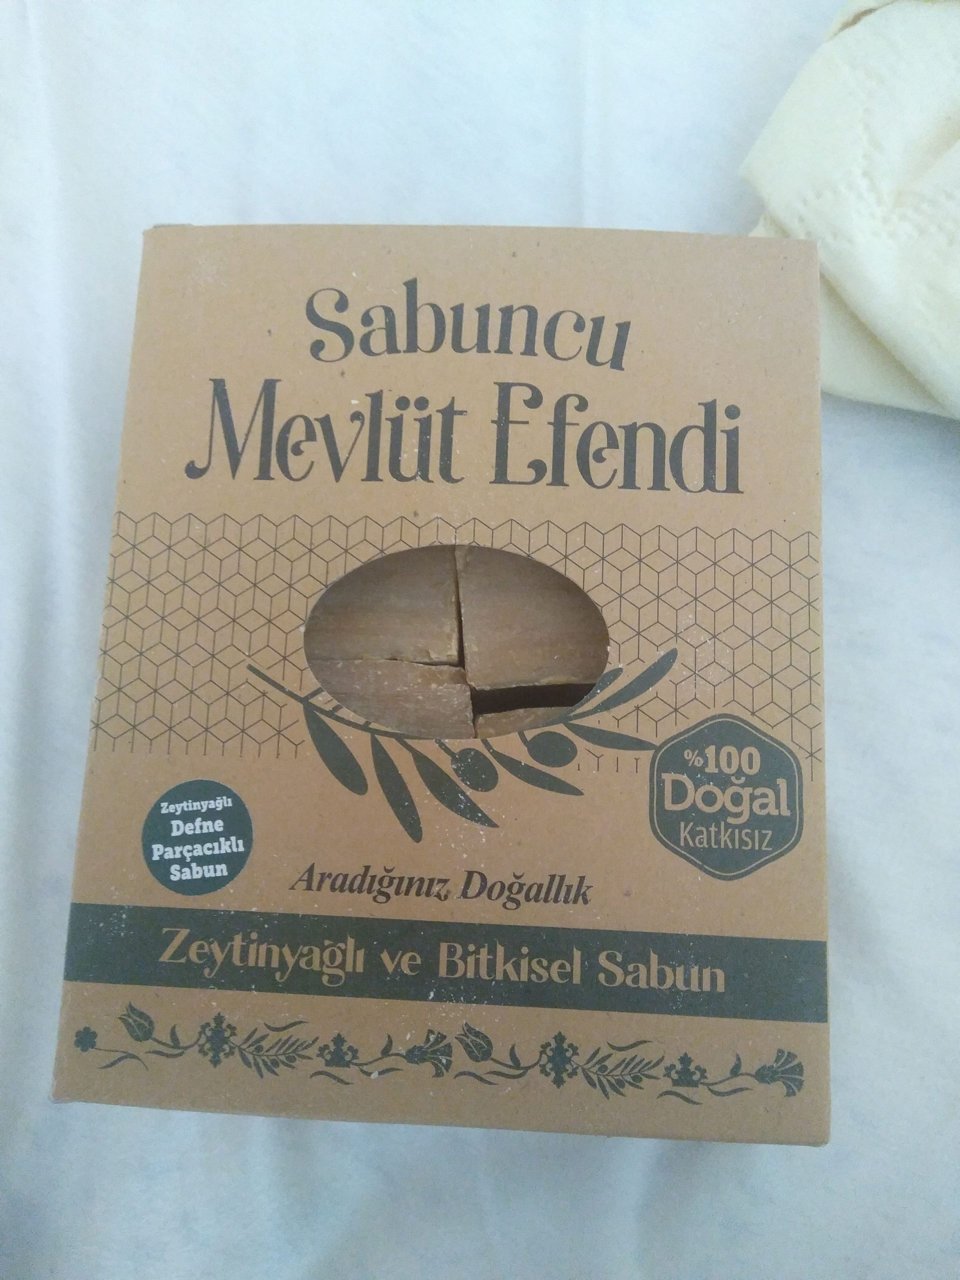 Sabuncu
Mevlüt Efendi
%100
Doğal
Katkısız
Zeytinyağlı
Defne
Parçacıklı
Sabun
Aradığınız Doğallık
Zeytinyağlı ve Bitkisel Sabun